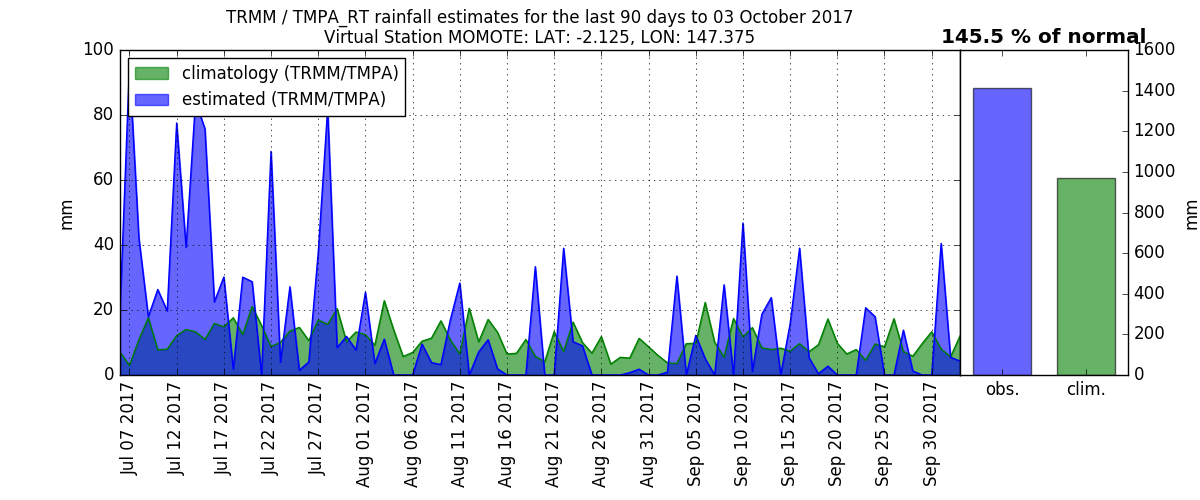 TRMM / TMPA_RT rainfall estimates for the last 90 days to 03 October 2017
Virtual Station MOMOTE: LAT: -2.125, LON: 147.375
145.5 % of normal
climatology (TRMM/TMPA)
estimated (TRMM/TMPA)
100
80
60
40
20
0
mm
Jul 07 2017
Jul 12 2017
Jul 17 2017
Jul 22 2017
Jul 27 2017
Aug 01 2017
Aug 06 2017
Aug 11 2017
Aug 16 2017
Aug 21 2017
Aug 26 2017
Aug 31 2017
Sep 05 2017
Sep 10 2017
Sep 15 2017
Sep 20 2017
Sep 25 2017
Sep 30 2017
obs.
clim.
1600
1400
1200
1000
800
600
400
200
0
mm